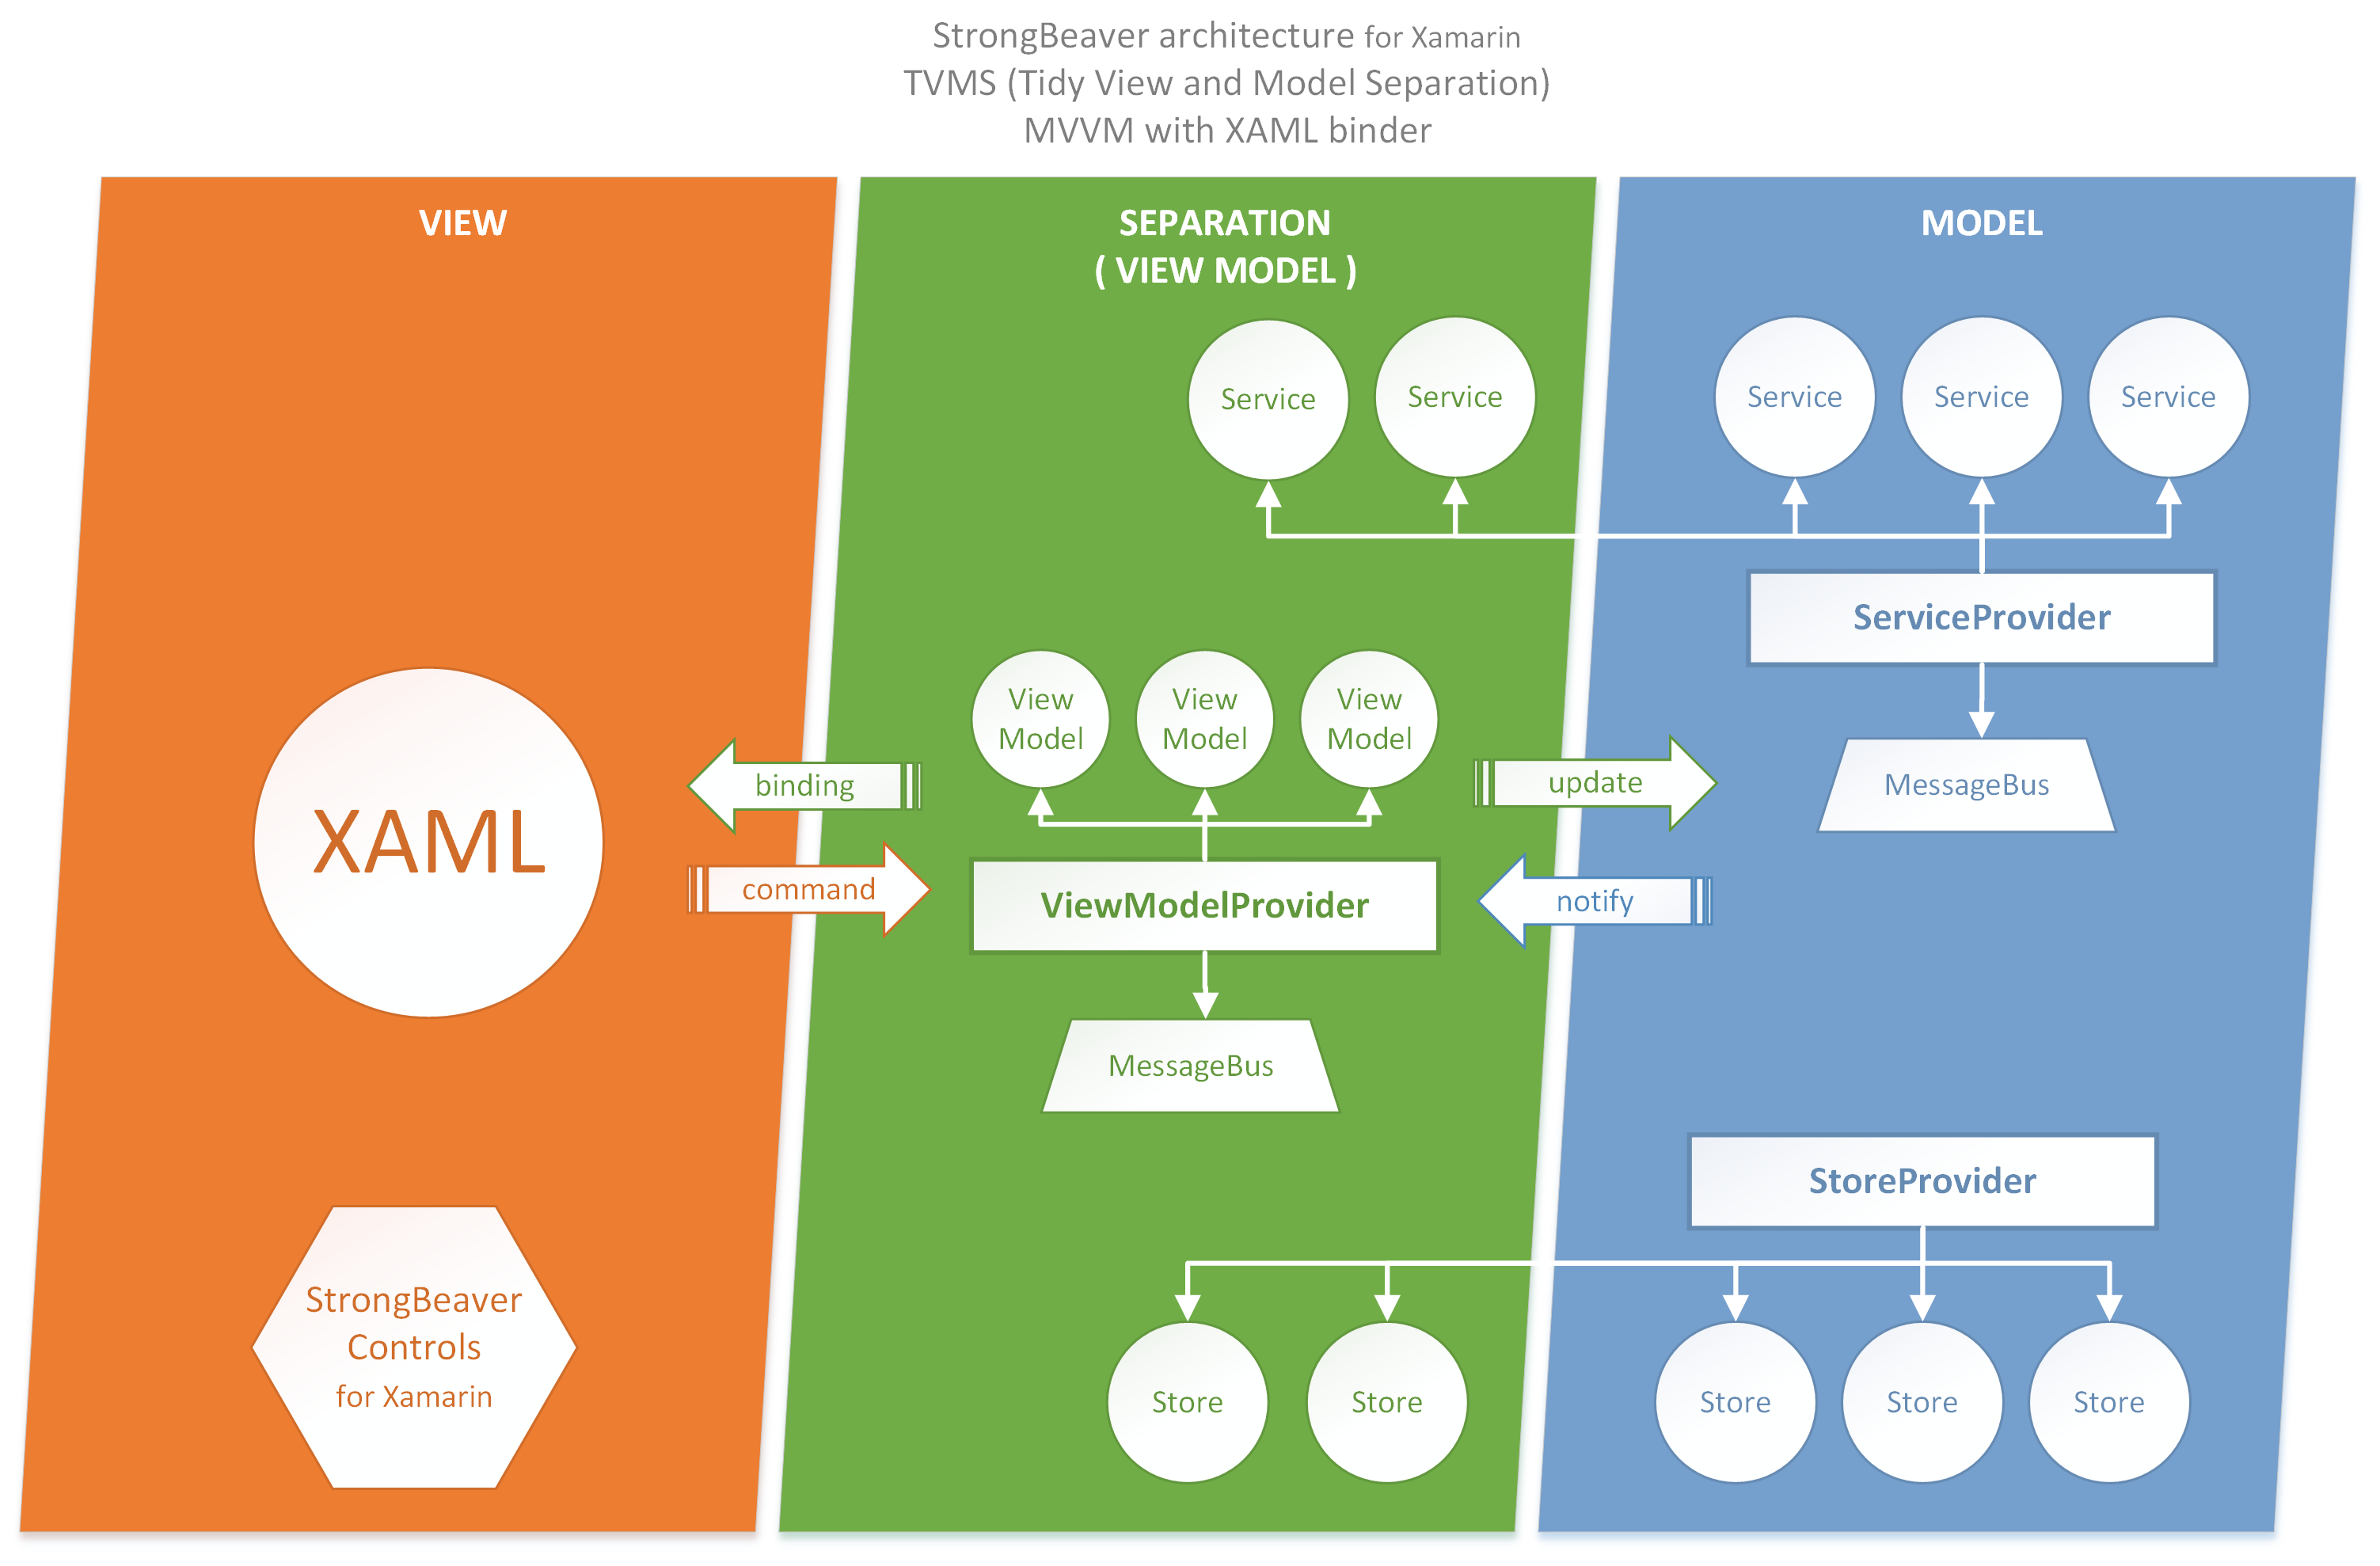 StrongBeaver architecture for Xamarin
TVMS (Tidy View and Model Separation)
MVVM with XAML binder
VIEW
XAML
StrongBeaver
Controls
for Xamarin
binding
command
SEPARATION
( VIEW MODEL )
Service
Service
View
Model
View
Model
View
Model
ViewModelProvider
MessageBus
Store
Store
update
notify
MODEL
Service
Service
Service
ServiceProvider
MessageBus
StoreProvider
Store
Store
Store